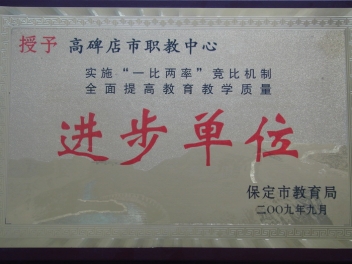 授予 高碑店市职教中心
实施“一比两率”竞比机制
全面提高教育教学质量
进步单位
保定市教育局
二〇〇九年九月